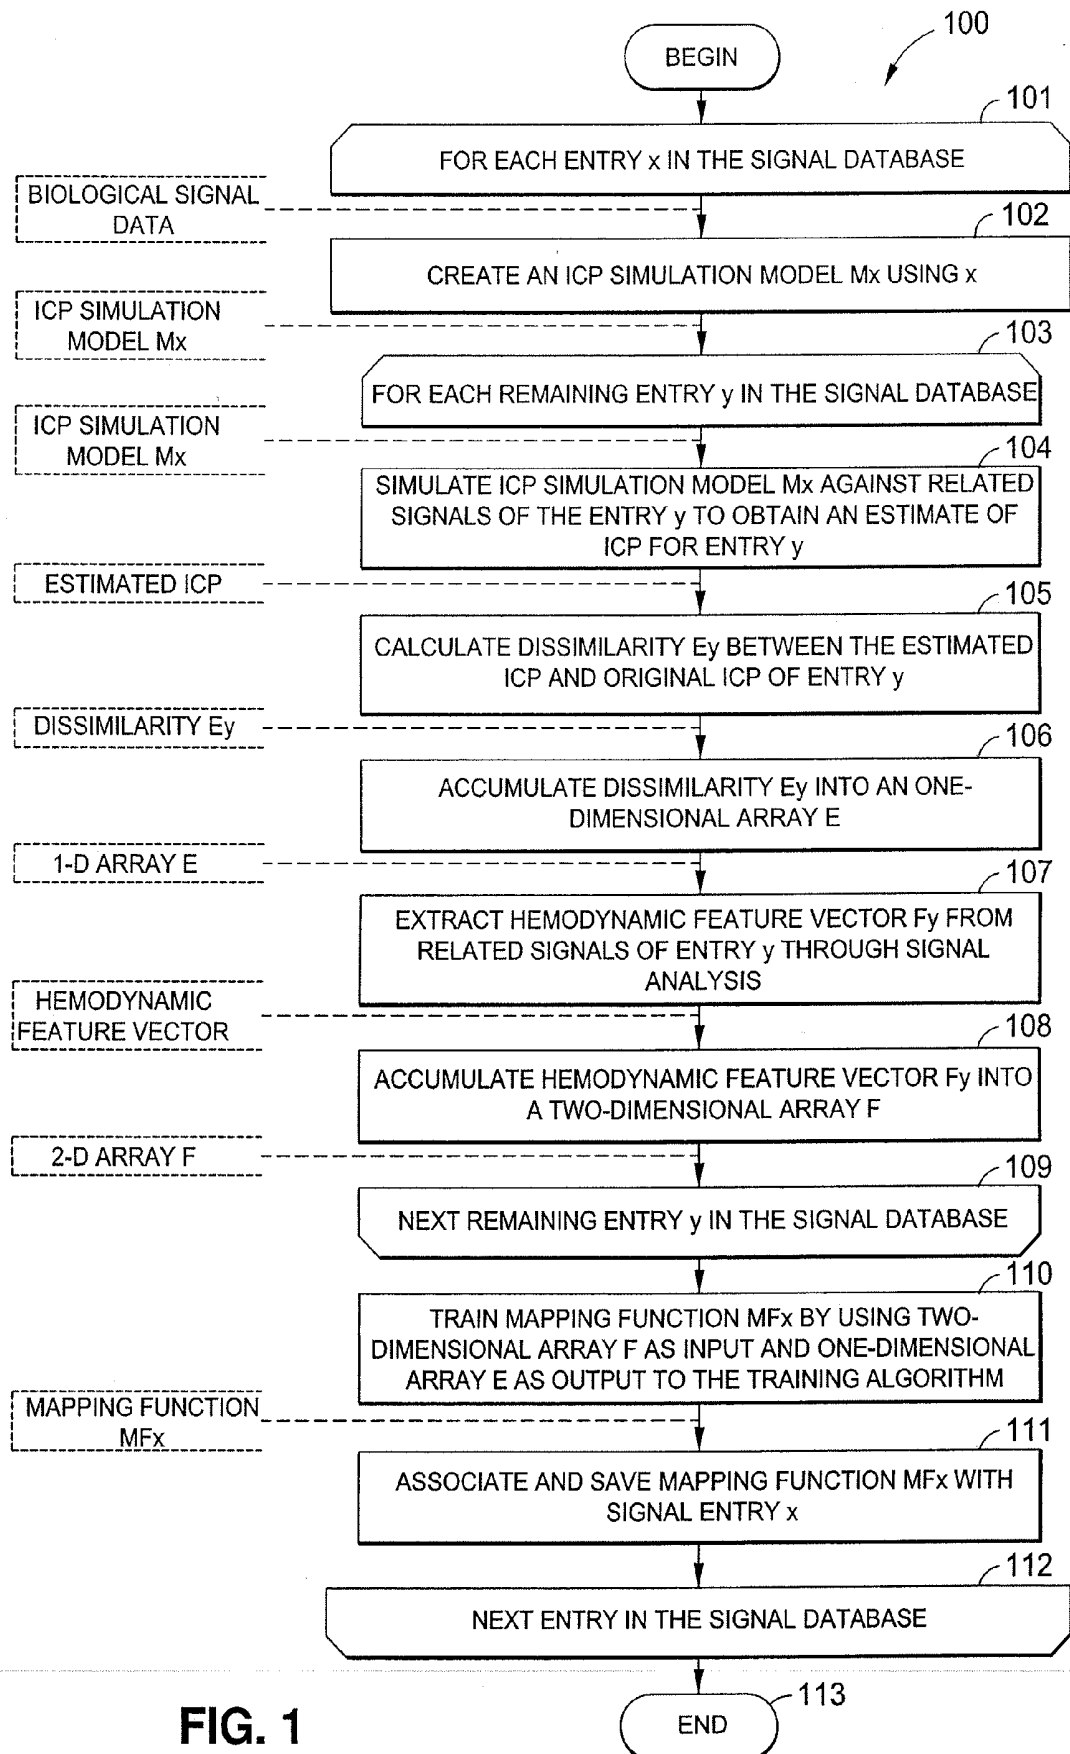 100
BEGIN
101
FOR EACH ENTRY x IN THE SIGNAL DATABASE
BIOLOGICAL SIGNAL
DATA
102
CREATE AN ICP SIMULATION MODEL Mx USING x
ICP SIMULATION
MODEL Mx
103
FOR EACH REMAINING ENTRY y IN THE SIGNAL DATABASE
ICP SIMULATION
MODEL Mx
104
SIMULATE ICP SIMULATION MODEL Mx AGAINST RELATED
SIGNALS OF THE ENTRY y TO OBTAIN AN ESTIMATE OF
ICP FOR ENTRY y
ESTIMATED ICP
105
CALCULATE DISSIMILARITY Ey BETWEEN THE ESTIMATED
ICP AND ORIGINAL ICP OF ENTRY y
DISSIMILARITY Ey
106
ACCUMULATE DISSIMILARITY Ey INTO AN ONE-
DIMENSIONAL ARRAY E
1-D ARRAY E
107
EXTRACT HEMODYNAMIC FEATURE VECTOR Fy FROM
RELATED SIGNALS OF ENTRY y THROUGH SIGNAL
ANALYSIS
HEMODYNAMIC
FEATURE VECTOR
108
ACCUMULATE HEMODYNAMIC FEATURE VECTOR Fy INTO
A TWO-DIMENSIONAL ARRAY F
2-D ARRAY F
109
NEXT REMAINING ENTRY y IN THE SIGNAL DATABASE
110
TRAIN MAPPING FUNCTION MFx BY USING TWO-
DIMENSIONAL ARRAY F AS INPUT AND ONE-DIMENSIONAL
ARRAY E AS OUTPUT TO THE TRAINING ALGORITHM
MAPPING FUNCTION
MFx
111
ASSOCIATE AND SAVE MAPPING FUNCTION MFx WITH
SIGNAL ENTRY x
112
NEXT ENTRY IN THE SIGNAL DATABASE
113
END
FIG. 1